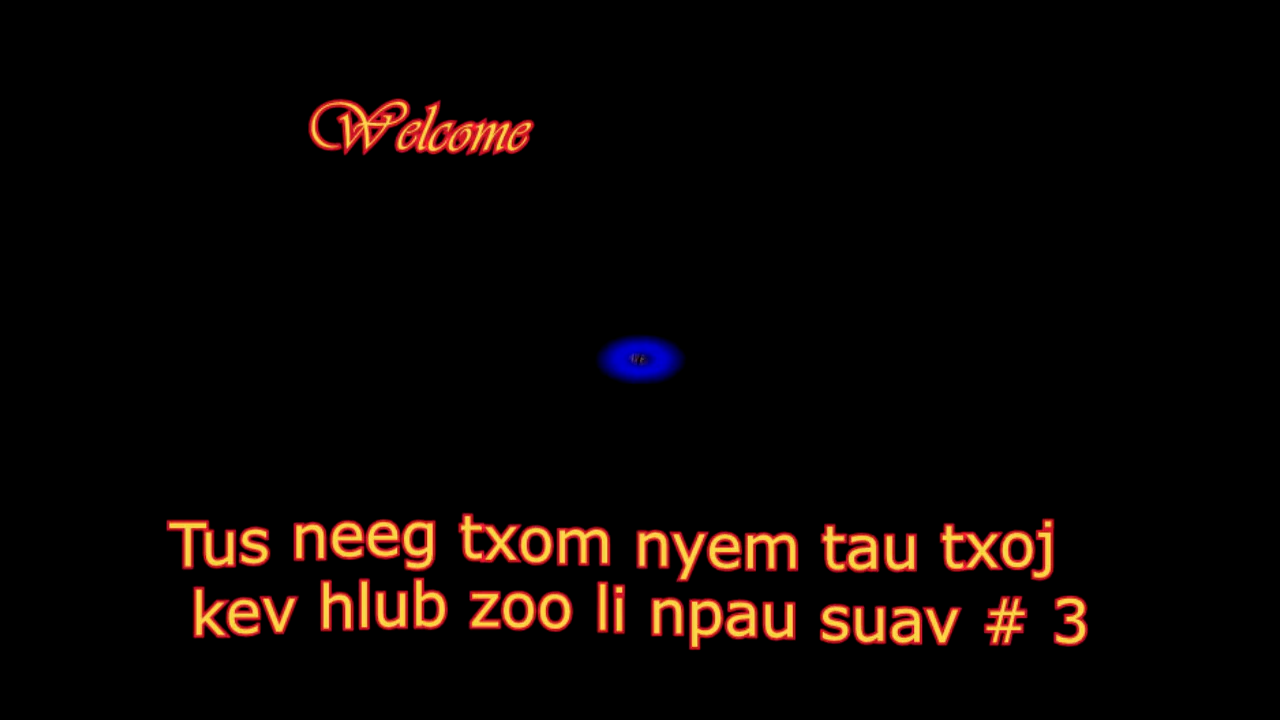 Welcome
Tus neeg txom nyem tau txoj
kev hlub zoo li npau suav # 3